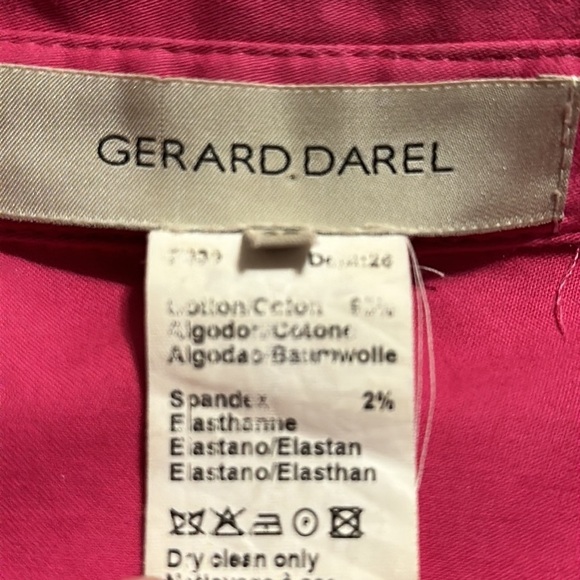 GERARD DAREL
Cotton/Coton
Algodon/Cotone
Algodao Baumwolle
Spandex 2%
Elasthanne
Elastano/Elastan
Elastano/Elasthan
Dry clean only